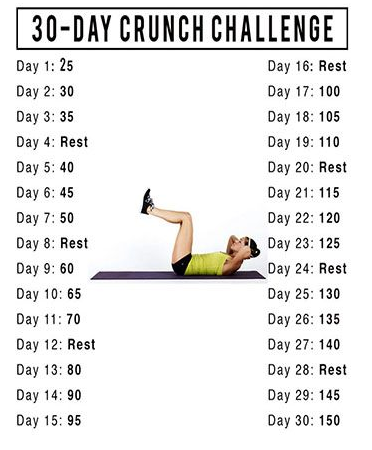 30-DAY CRUNCH CHALLENGE
Day 1: 25
Day 2: 30
Day 3: 35
Day 4: Rest
Day 5: 40
Day 6: 45
Day 7: 50
Day 8: Rest
Day 9: 60
Day 10: 65
Day 11: 70
Day 12: Rest
Day 13: 80
Day 14: 90
Day 15: 95
Day 16: Rest
Day 17: 100
Day 18: 105
Day 19: 110
Day 20: Rest
Day 21: 115
Day 22: 120
Day 23: 125
Day 24: Rest
Day 25: 130
Day 26: 135
Day 27: 140
Day 28: Rest
Day 29: 145
Day 30: 150